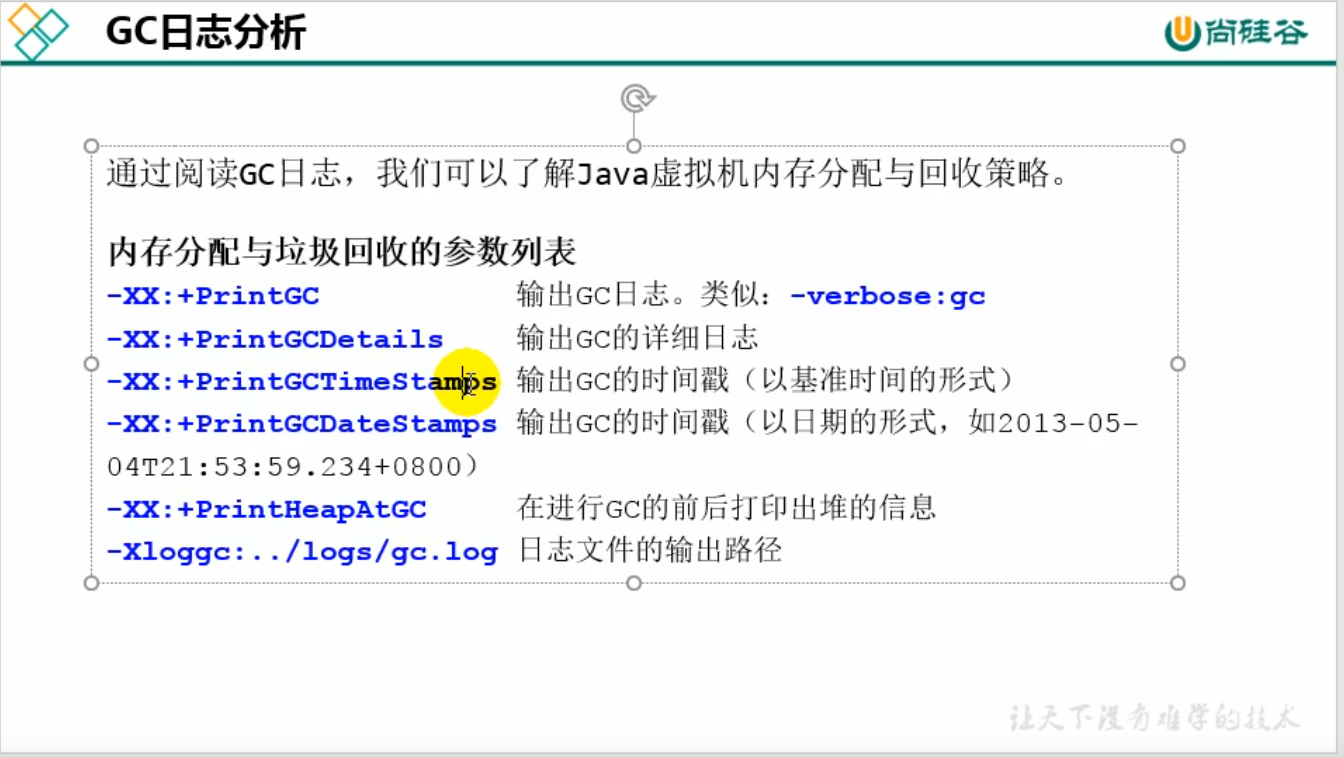 GC日志分析
尚硅谷
通过阅读GC日志，我们可以了解Java虚拟机内存分配与回收策略。
内存分配与垃圾回收的参数列表
-XX:+PrintGC 输出GC日志。类似：-verbose:gc
-XX:+PrintGCDetails 输出GC的详细日志
-XX:+PrintGCTimeStamps 输出GC的时间戳（以基准时间的形式）
-XX:+PrintGCDateStamps 输出GC的时间戳（以日期的形式，如2013-05-
04T21:53:59.234+0800）
-XX:+PrintHeapAtGC 在进行GC的前后打印出堆的信息
-Xloggc:../logs/gc.log 日志文件的输出路径
让天下没有难学的技术